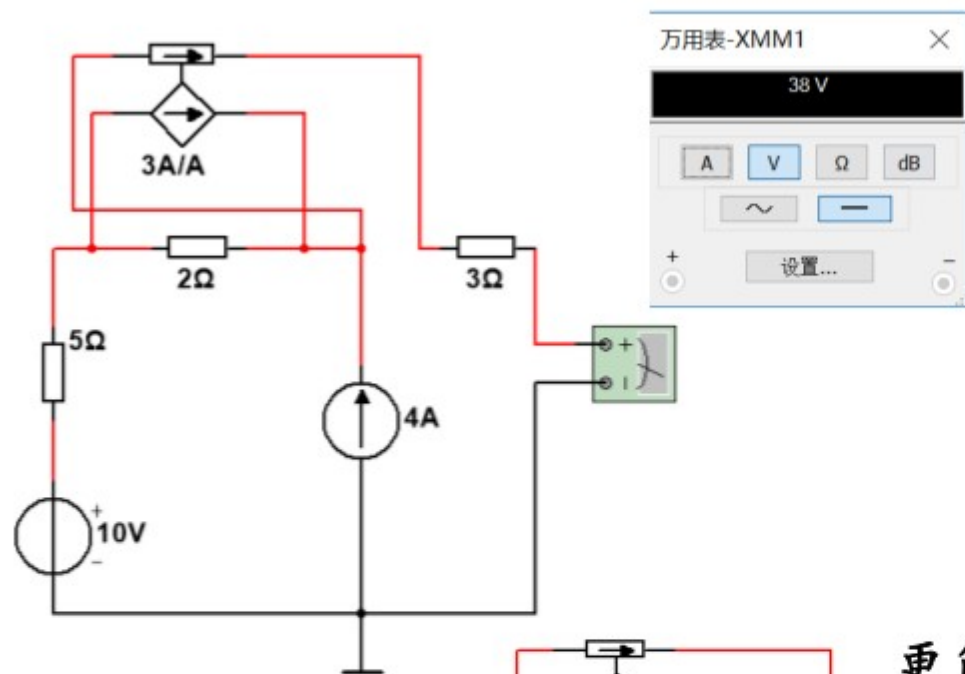 万用表-XMM1
38 V
A V Ω dB
设置...
+ −
3A/A
2Ω
3Ω
5Ω
+ 
4A
+
10V
−